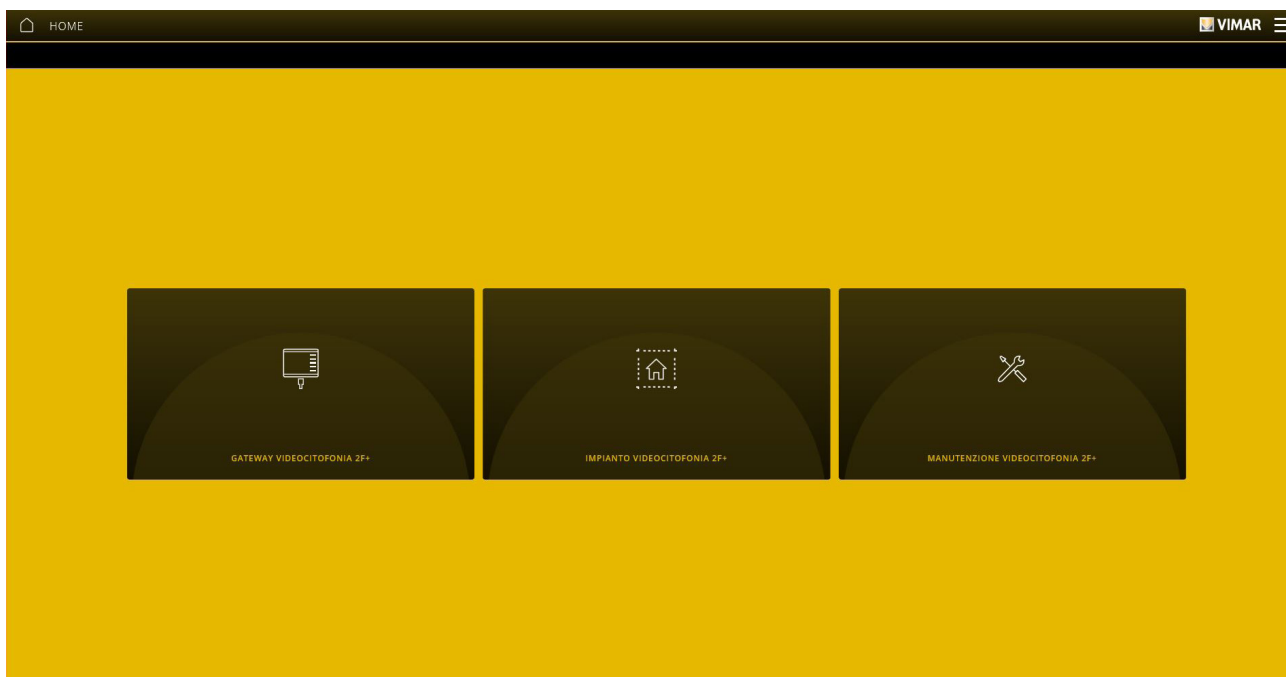 HOME
VIMAR
GATEWAY VIDEOCITOFONIA 2F+
IMPIANTO VIDEOCITOFONIA 2F+
MANUTENZIONE VIDEOCITOFONIA 2F+